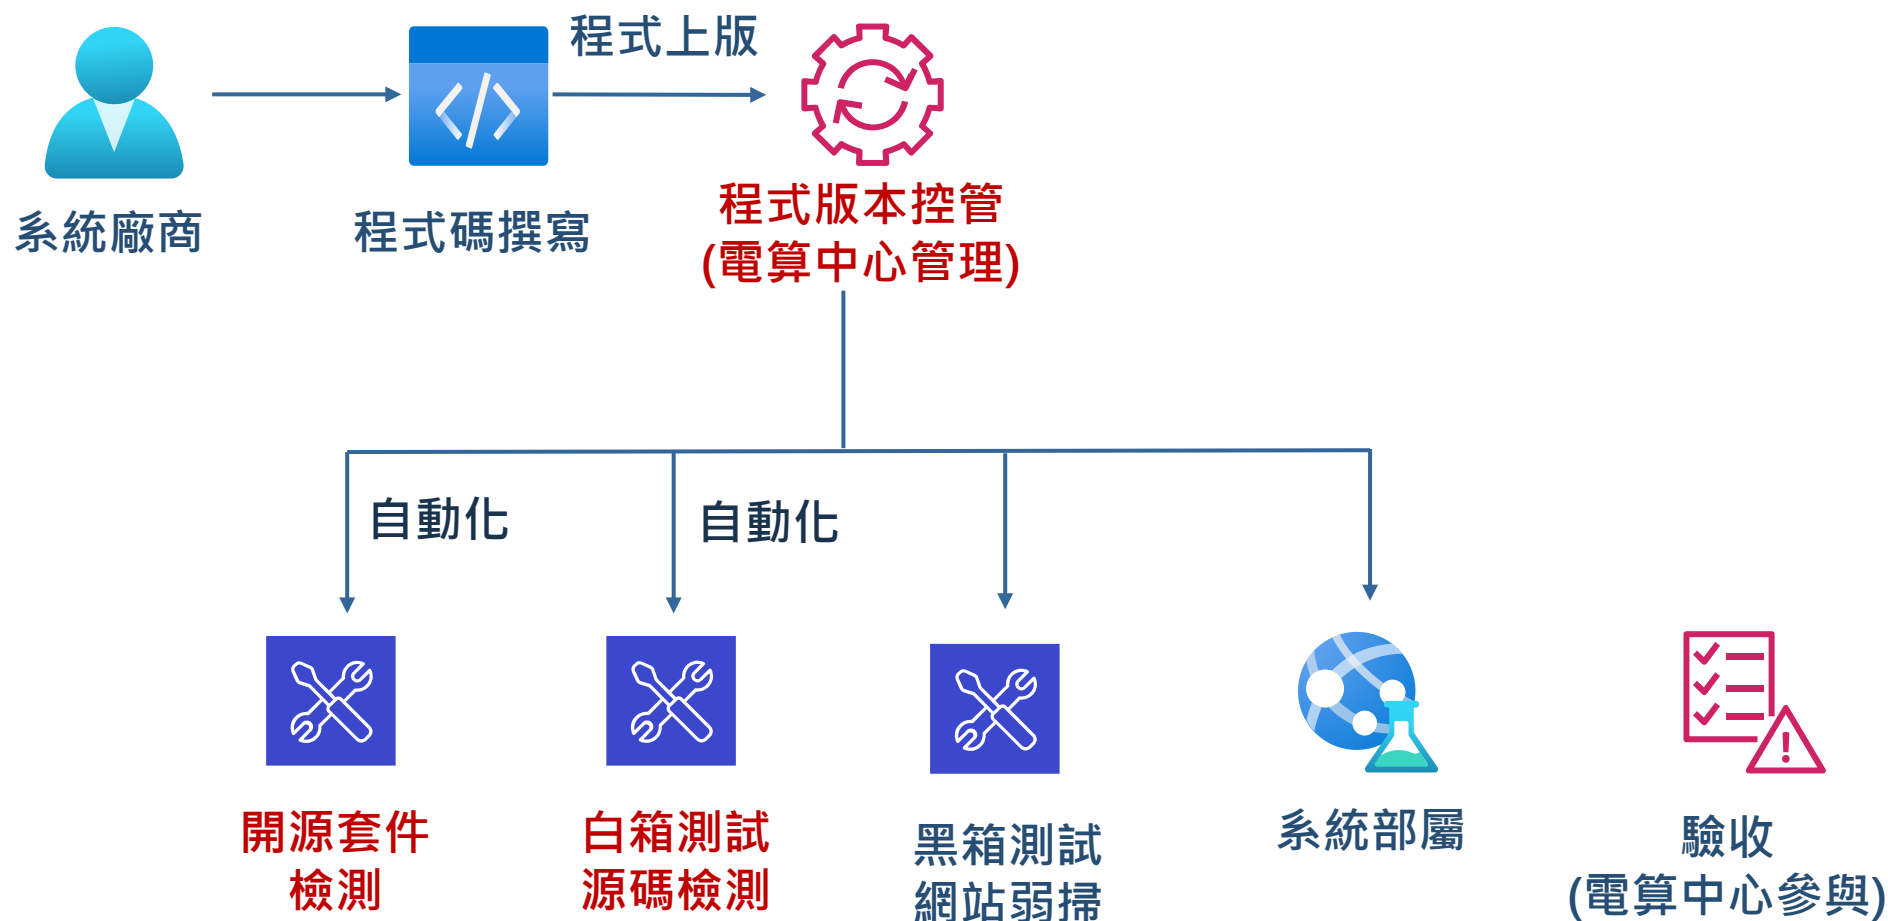 程式上版
系統廠商
程式碼撰寫
程式版本控管
(電算中心管理)
自動化
自動化
開源套件
檢測
白箱測試
源碼檢測
黑箱測試
網站弱掃
系統部屬
驗收
(電算中心參與)